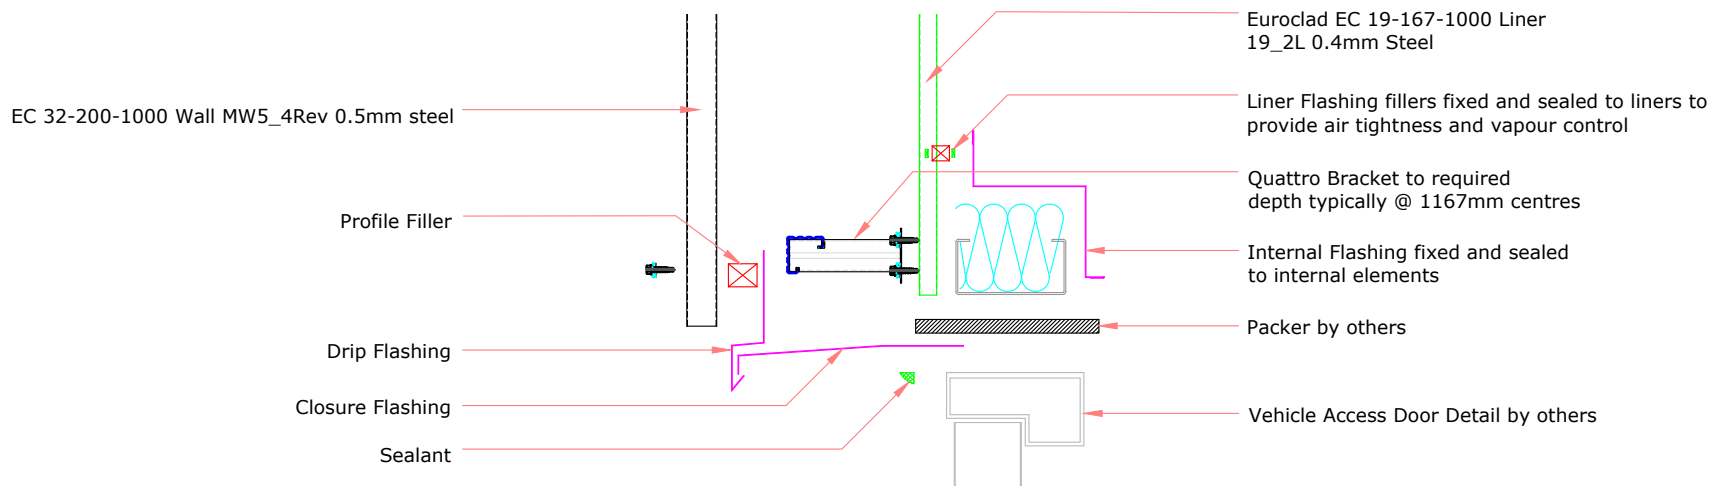 EC 32-200-1000 Wall MW5_4Rev 0.5mm steel
Profile Filler
Drip Flashing
Closure Flashing
Sealant
Euroclad EC 19-167-1000 Liner
19_2L 0.4mm Steel
Liner Flashing fillers fixed and sealed to liners to
provide air tightness and vapour control
Quattro Bracket to required
depth typically @ 1167mm centres
Internal Flashing fixed and sealed
to internal elements
Packer by others
Vehicle Access Door Detail by others